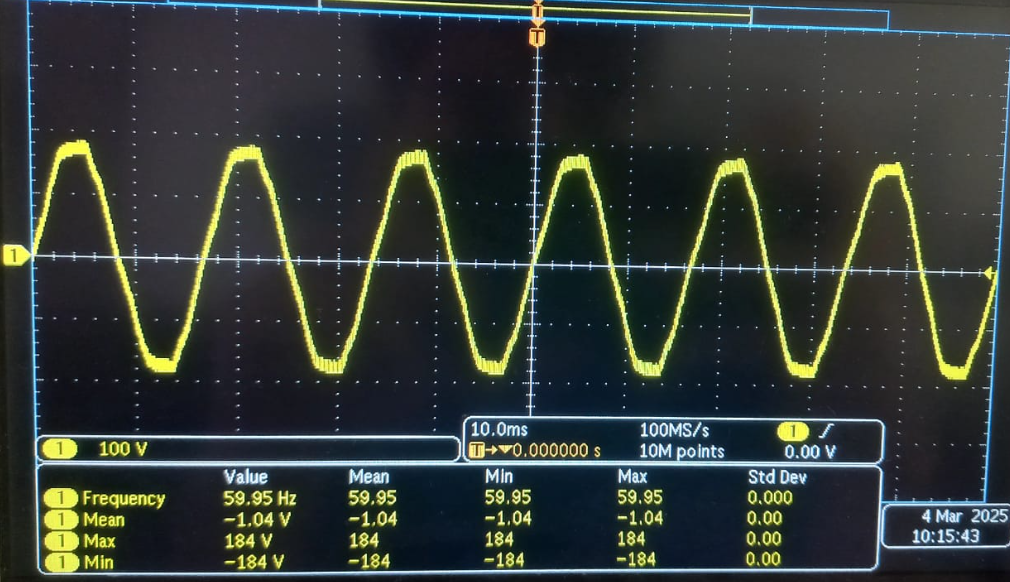 T
1
10.0ms 100MS/s 1
T→▼0.000000 s 10M points 0.00 V
1 100 V
Value Mean Min Max Std Dev
1 Frequency 59.95 Hz 59.95 59.95 59.95 0.000
1 Mean −1.04 V −1.04 −1.04 −1.04 0.00
1 Max 184 V 184 184 184 0.00
1 Min −184 V −184 −184 −184 0.00
4 Mar 2025
10:15:43